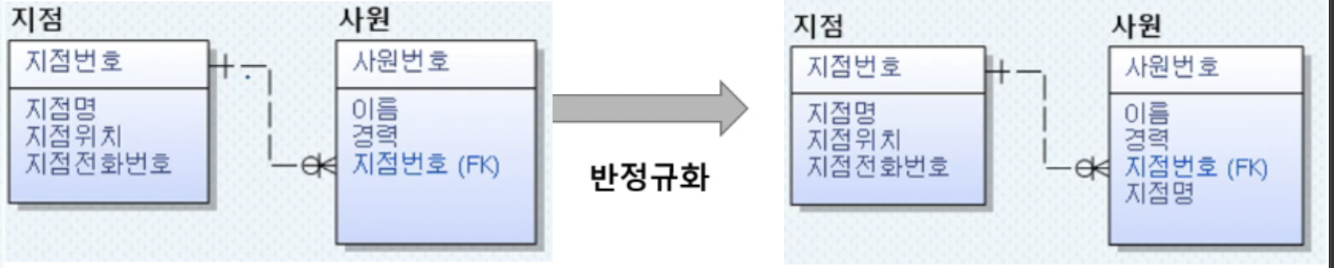 지점
지점번호
지점명
지점위치
지점전화번호
사원
사원번호
이름
경력
지점번호 (FK)
반정규화
지점
지점번호
지점명
지점위치
지점전화번호
사원
사원번호
이름
경력
지점번호 (FK)
지점명